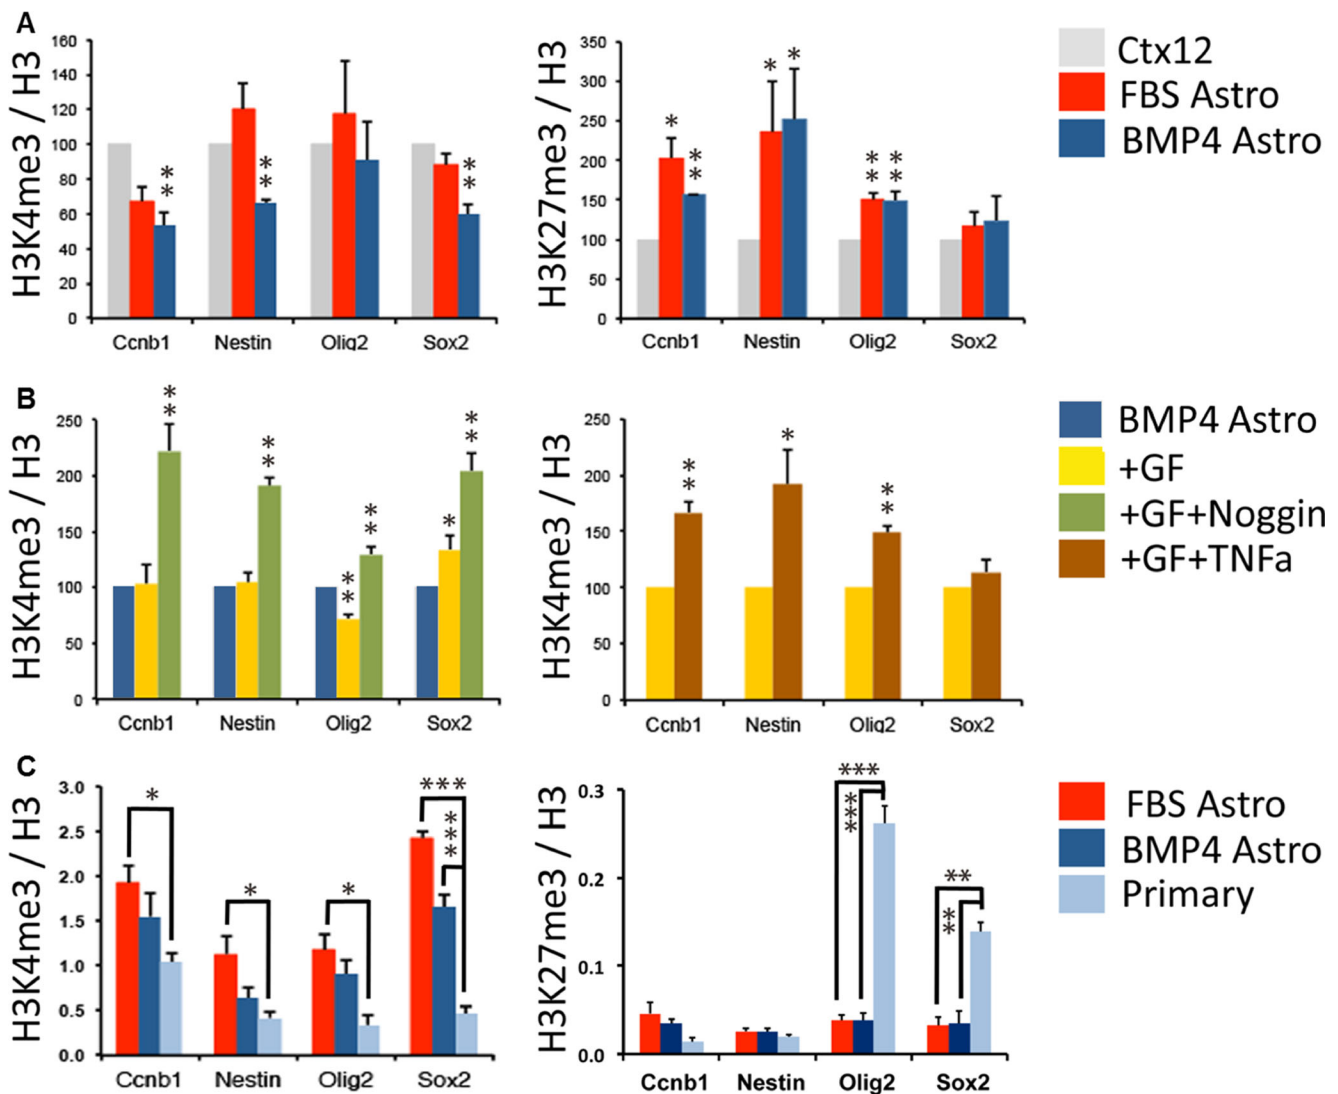 A
H3K4me3 / H3
160
140
120
100
80
60
40
20
0
* *
* *
* *
Ccnb1 Nestin Olig2 Sox2
H3K27me3 / H3
350
300
250
200
150
100
50
0
*
* *
*
*
* *
* *
Ccnb1 Nestin Olig2 Sox2
Ctx12
FBS Astro
BMP4 Astro
B
H3K4me3 / H3
250
200
150
100
50
0
* *
* *
* *
* *
*
* *
Ccnb1 Nestin Olig2 Sox2
H3K4me3 / H3
250
200
150
100
50
0
* *
*
* *
Ccnb1 Nestin Olig2 Sox2
BMP4 Astro
+GF
+GF+Noggin
+GF+TNFa
C
H3K4me3 / H3
3.0
2.5
2.0
1.5
1.0
0.5
0.0
*
*
*
***
***
Ccnb1 Nestin Olig2 Sox2
H3K27me3 / H3
0.3
0.2
0.1
0.0
***
***
**
**
Ccnb1 Nestin Olig2 Sox2
FBS Astro
BMP4 Astro
Primary